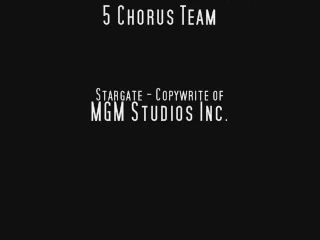 5 Chorus Team
Stargate - Copywrite of
MGM Studios Inc.